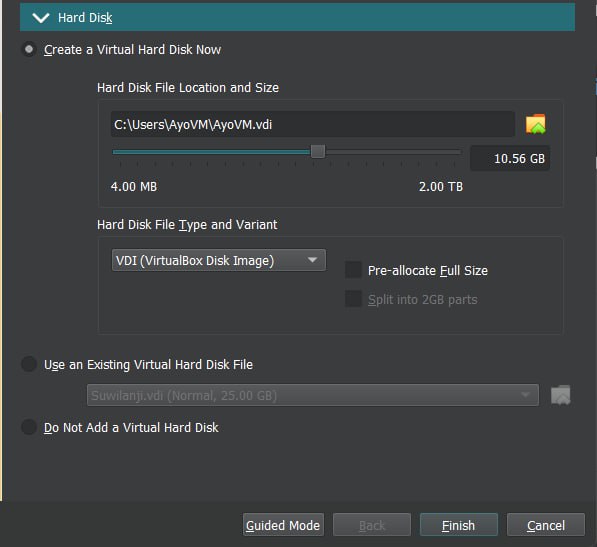 Hard Disk
Create a Virtual Hard Disk Now
Hard Disk File Location and Size
C:\Users\AyoVM\AyoVM.vdi
10.56 GB
4.00 MB 2.00 TB
Hard Disk File Type and Variant
VDI (VirtualBox Disk Image)
Pre-allocate Full Size
Split into 2GB parts
Use an Existing Virtual Hard Disk File
Suwilanji.vdi (Normal, 25.00 GB)
Do Not Add a Virtual Hard Disk
Guided Mode Back Finish Cancel